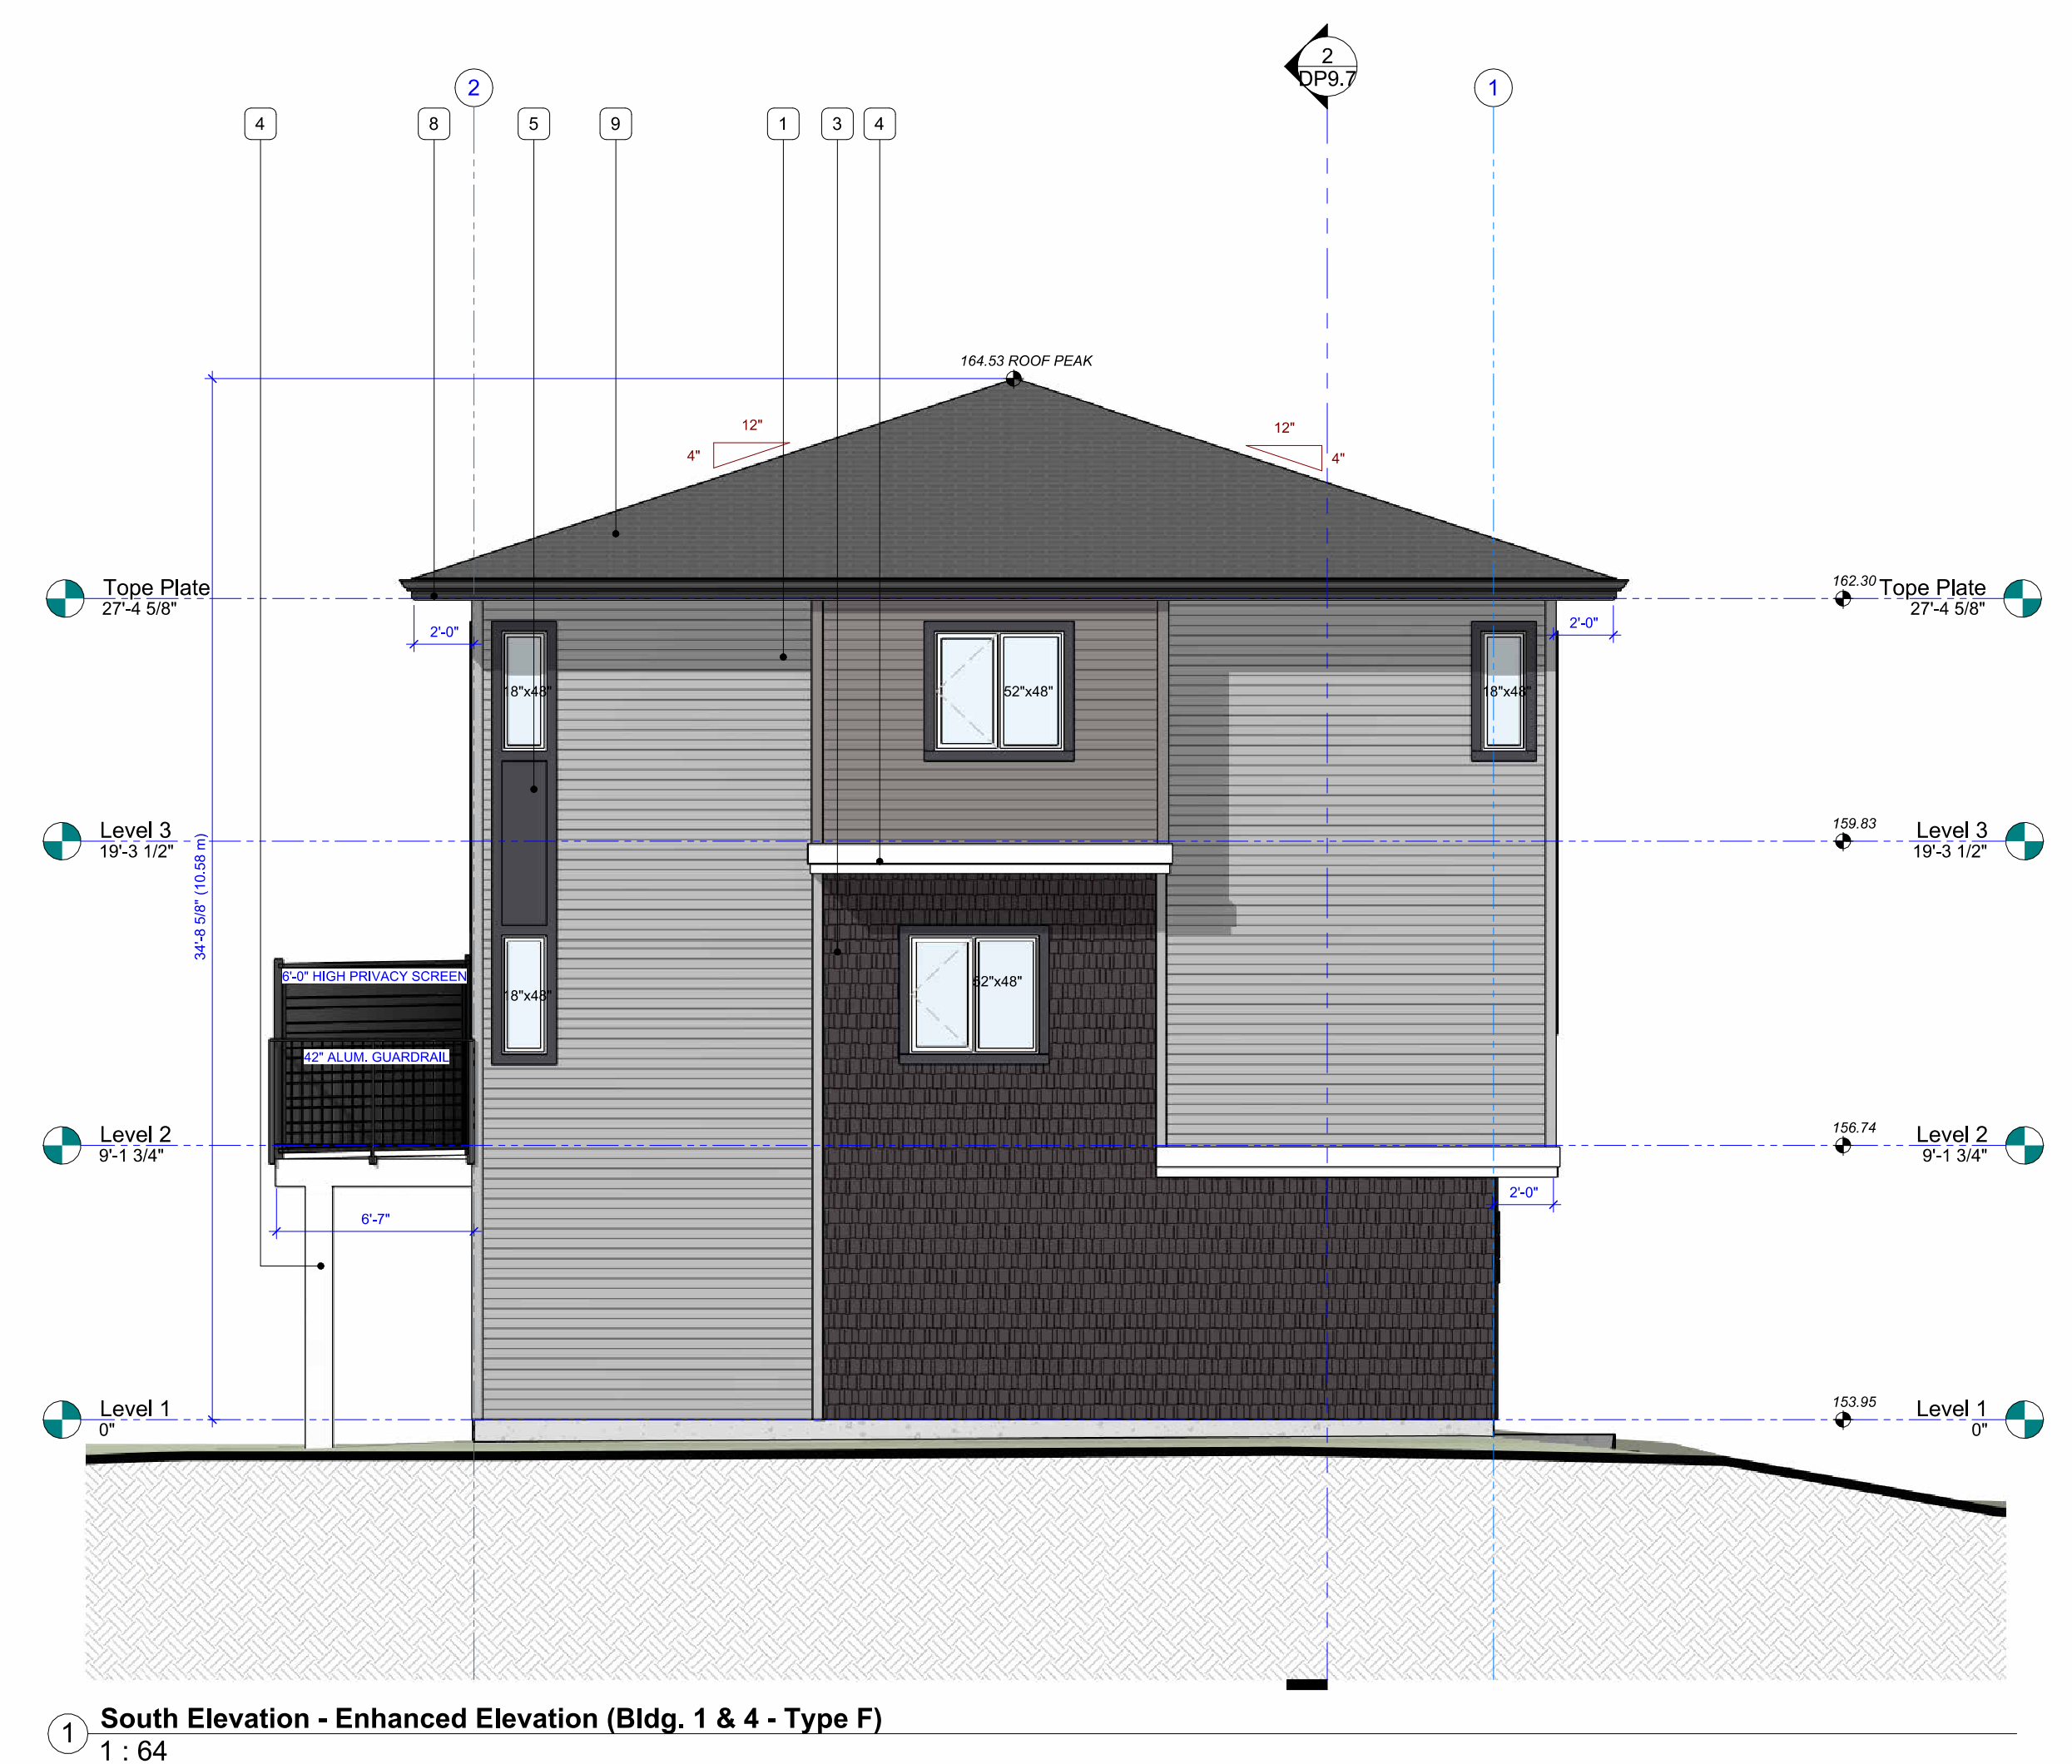 2
DP9.7
2
1
4
8
5
9
1
3
4
164.53 ROOF PEAK
12"
4"
12"
4"
Tope Plate
27'-4 5/8"
162.30
Tope Plate
27'-4 5/8"
2'-0"
2'-0"
18"x48"
52"x48"
18"x48"
Level 3
19'-3 1/2"
159.83
Level 3
19'-3 1/2"
34'-8 5/8" (10.58 m)
6'-0" HIGH PRIVACY SCREEN
18"x48"
52"x48"
42" ALUM. GUARDRAIL
Level 2
9'-1 3/4"
156.74
Level 2
9'-1 3/4"
2'-0"
6'-7"
Level 1
0"
153.95
Level 1
0"
1
South Elevation - Enhanced Elevation (Bldg. 1 & 4 - Type F)
1 : 64